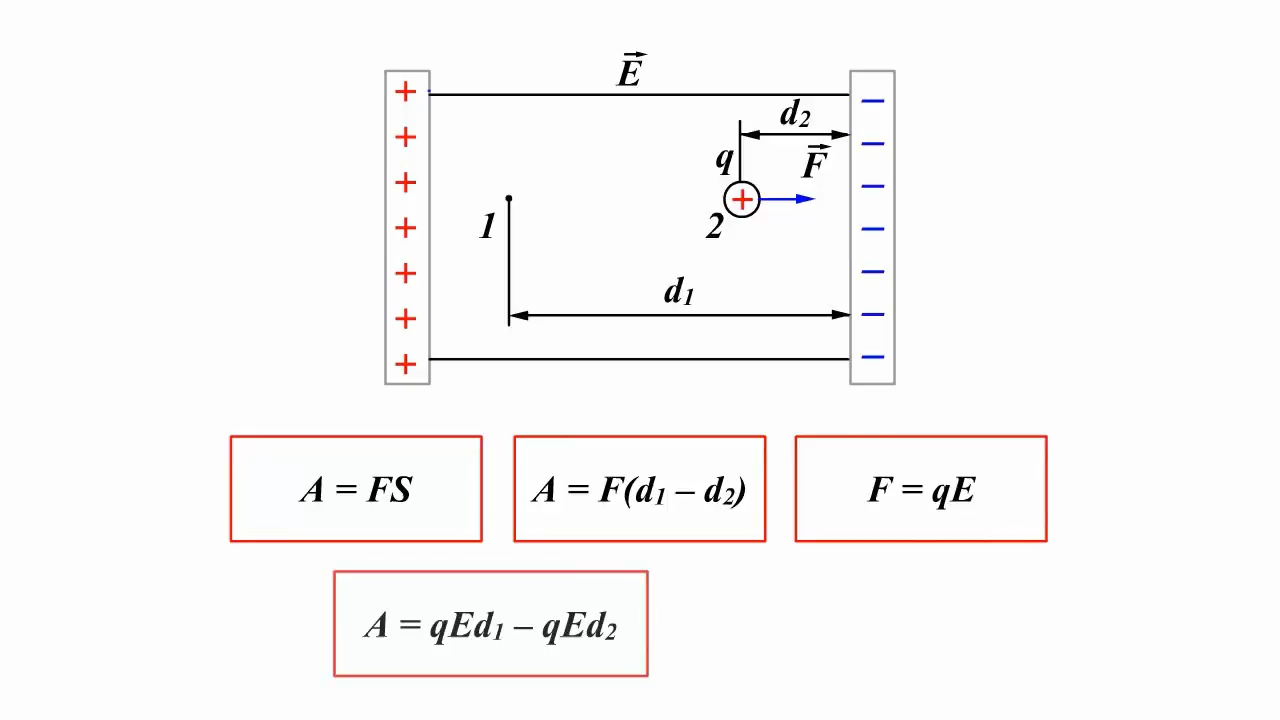 E⃗
d₂
q
F⃗
1
2
d₁
+
+
+
+
+
+
+
+
–
–
–
–
–
–
–
A = FS
A = F(d₁ – d₂)
F = qE
A = qEd₁ – qEd₂